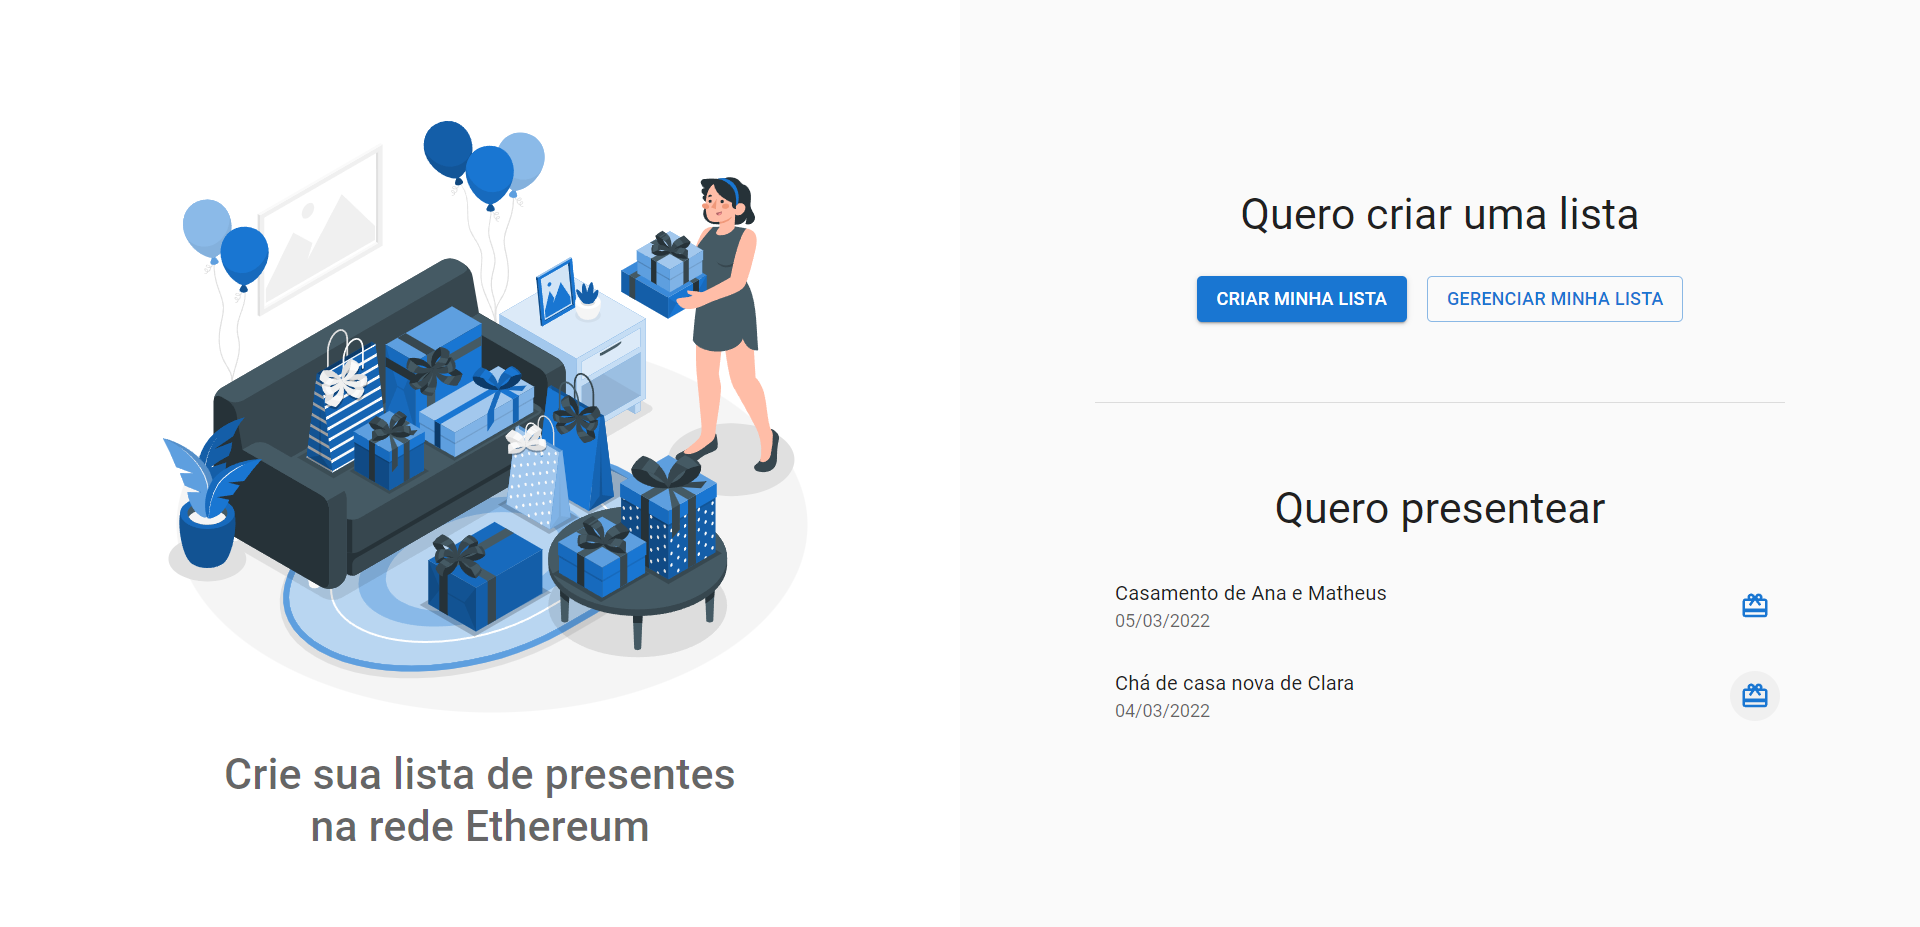 Crie sua lista de presentes
na rede Ethereum
Quero criar uma lista
CRIAR MINHA LISTA
GERENCIAR MINHA LISTA
Quero presentear
Casamento de Ana e Matheus
05/03/2022
Chá de casa nova de Clara
04/03/2022